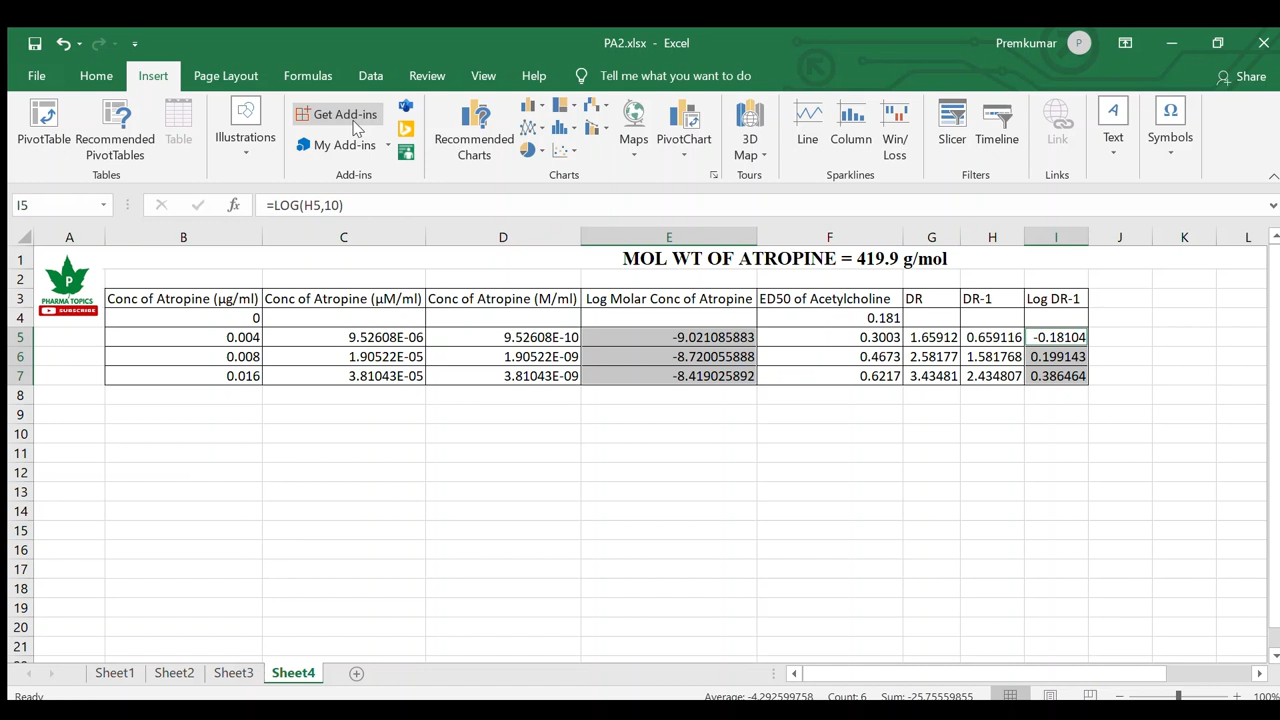 PA2.xlsx - Excel
Premkumar
P
File Home Insert Page Layout Formulas Data Review View Help Tell me what you want to do
Share
PivotTable
Recommended PivotTables
Table
Tables
Illustrations
Get Add-ins
My Add-ins
Add-ins
Recommended Charts
Maps
PivotChart
Charts
3D Map
Tours
Line
Column
Win/Loss
Sparklines
Slicer
Timeline
Filters
Link
Links
A
Text
Ω
Symbols
I5 fx =LOG(H5,10)
A B C D E F G H I J K L
1 MOL WT OF ATROPINE = 419.9 g/mol
2
P
PHARMA TOPICS
SUBSCRIBE
3 Conc of Atropine (µg/ml) Conc of Atropine (µM/ml) Conc of Atropine (M/ml) Log Molar Conc of Atropine ED50 of Acetylcholine DR DR-1 Log DR-1
4 0 0.181
5 0.004 9.52608E-06 9.52608E-10 -9.021085883 0.3003 1.65912 0.659116 -0.18104
6 0.008 1.90522E-05 1.90522E-09 -8.720055888 0.4673 2.58177 1.581768 0.199143
7 0.016 3.81043E-05 3.81043E-09 -8.419025892 0.6217 3.43481 2.434807 0.386464
8
9
10
11
12
13
14
15
16
17
18
19
20
21
Sheet1 Sheet2 Sheet3 Sheet4
Ready Average: -4.292599758 Count: 6 Sum: -25.75559855 100%